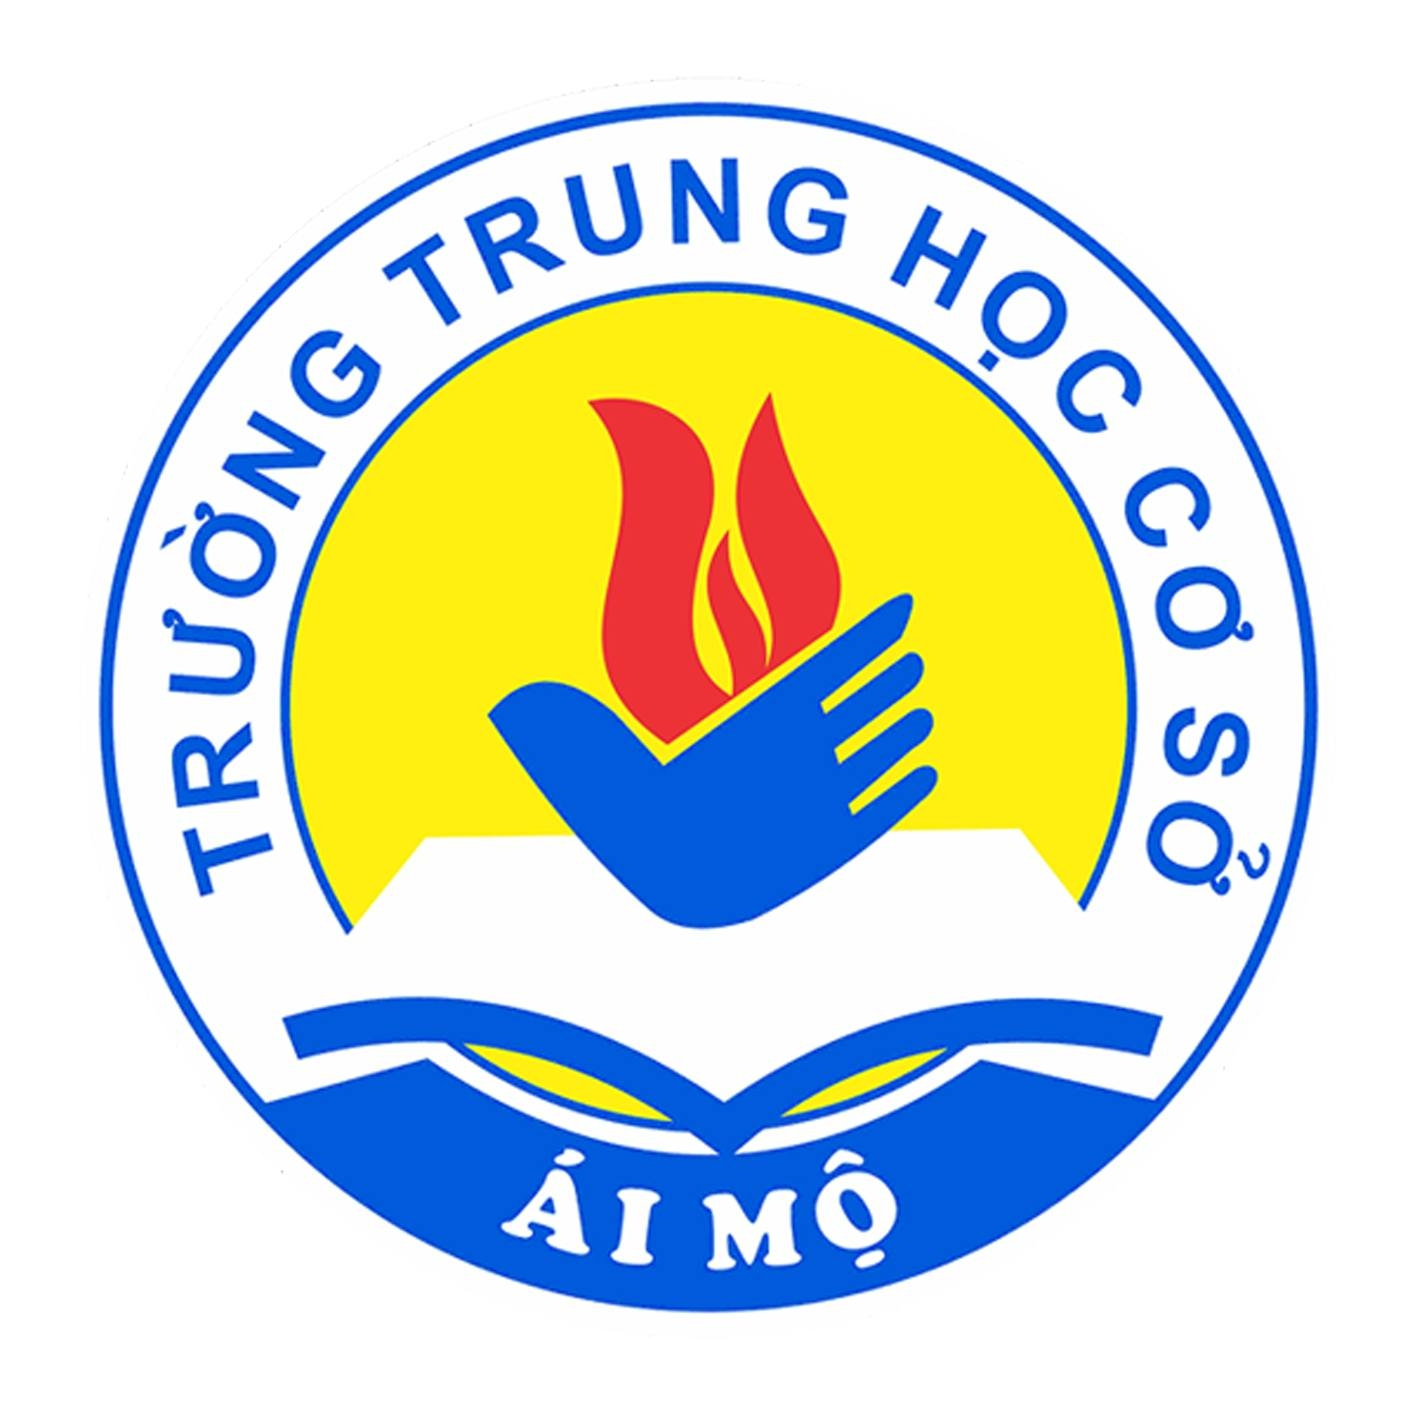 TRƯỜNG TRUNG HỌC CƠ SỞ
ÁI MỘ